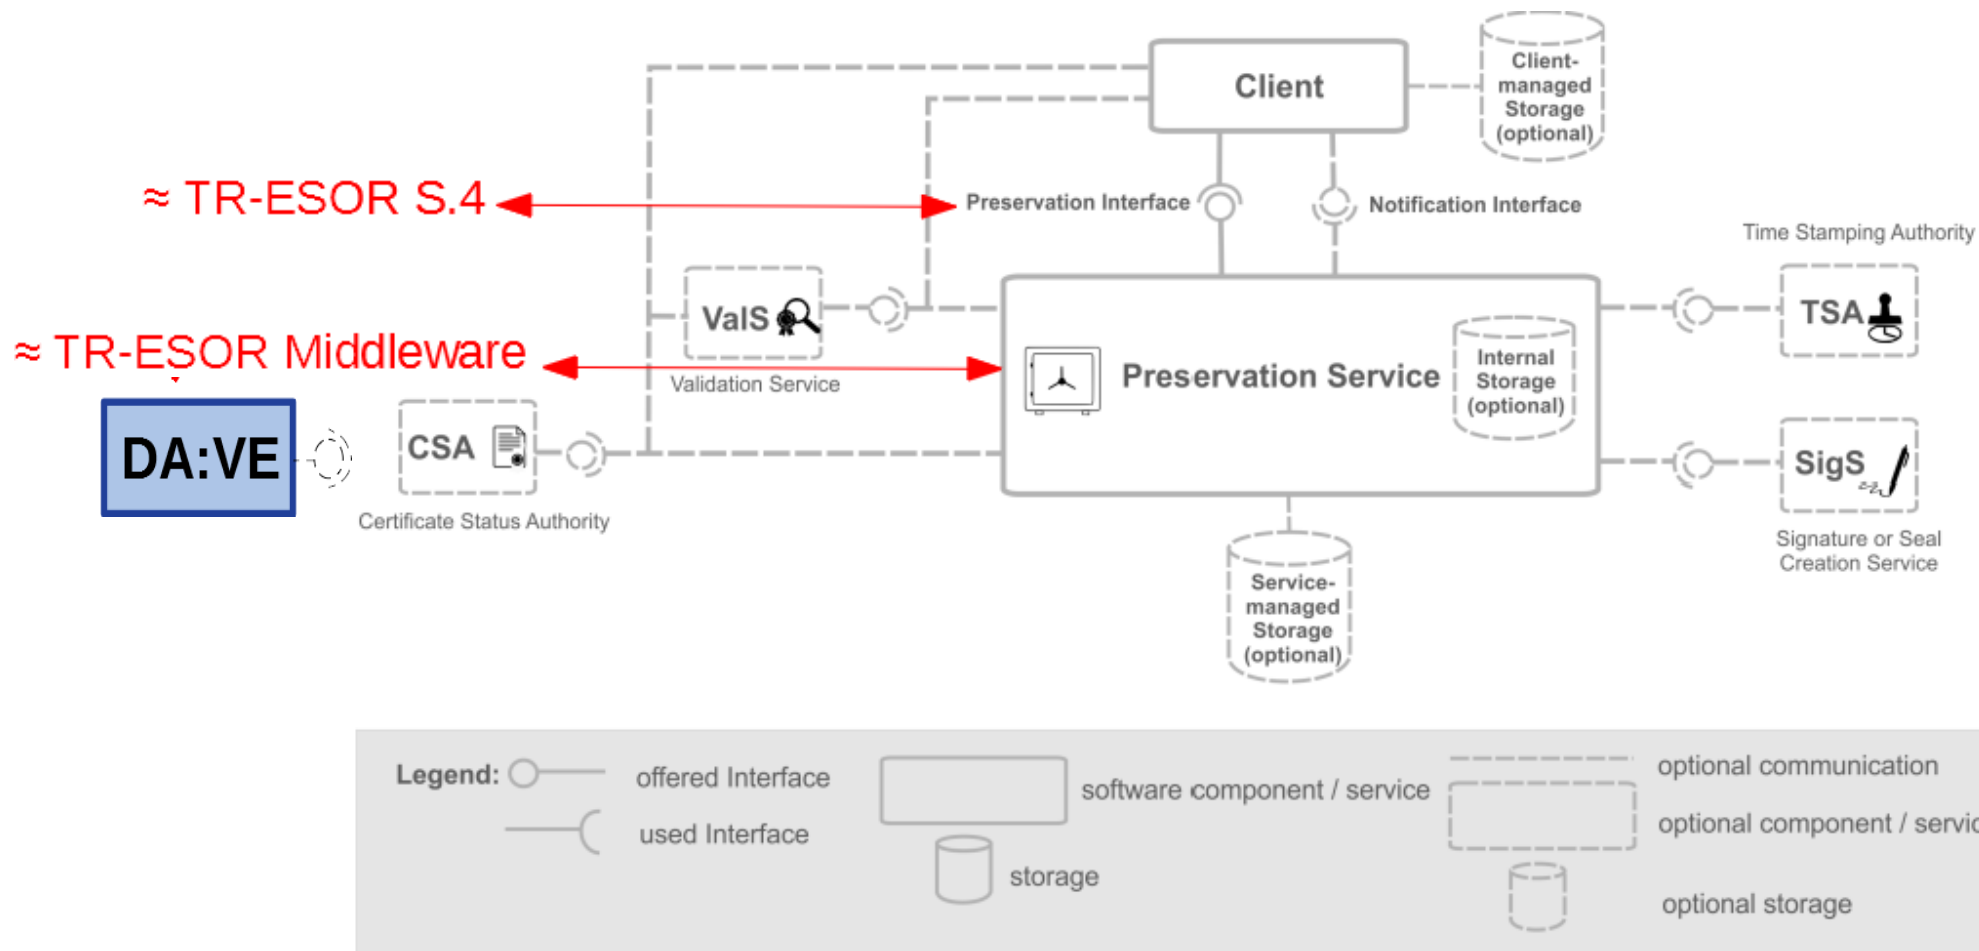 Client
Client-
managed
Storage
(optional)
≈ TR-ESOR S.4
Preservation Interface
Notification Interface
Time Stamping Authority
ValS
TSA
≈ TR-ESOR Middleware
Validation Service
Preservation Service
Internal
Storage
(optional)
DA:VE
CSA
SigS
Certificate Status Authority
Signature or Seal
Creation Service
Service-
managed
Storage
(optional)
Legend:
offered Interface
used Interface
software component / service
storage
optional communication
optional component / servic
optional storage